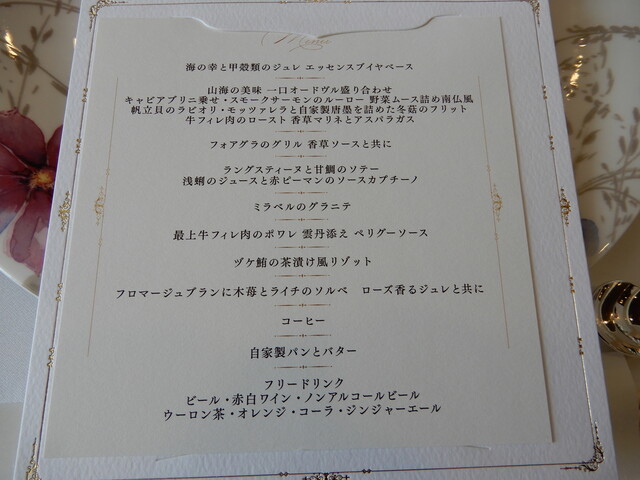 Menu
海の幸と甲殻類のジュレ エッセンスブイヤベース
山海の美味 一口オードヴル盛り合わせ
キャビアブリニ乗せ・スモークサーモンのルーロー 野菜ムース詰め南仏風
帆立貝のラビオリ・モッツァレラと自家製唐墨を詰めた冬菇のフリット
牛フィレ肉のロースト 香草マリネとアスパラガス
フォアグラのグリル 香草ソースと共に
ラングスティーヌと甘鯛のソテー
浅蜊のジュースと赤ピーマンのソースカプチーノ
ミラベルのグラニテ
最上牛フィレ肉のポワレ 雲丹添え ペリグーソース
ヅケ鮪の茶漬け風リゾット
フロマージュブランに木苺とライチのソルベ ローズ香るジュレと共に
コーヒー
自家製パンとバター
フリードリンク
ビール・赤白ワイン・ノンアルコールビール
ウーロン茶・オレンジ・コーラ・ジンジャーエール